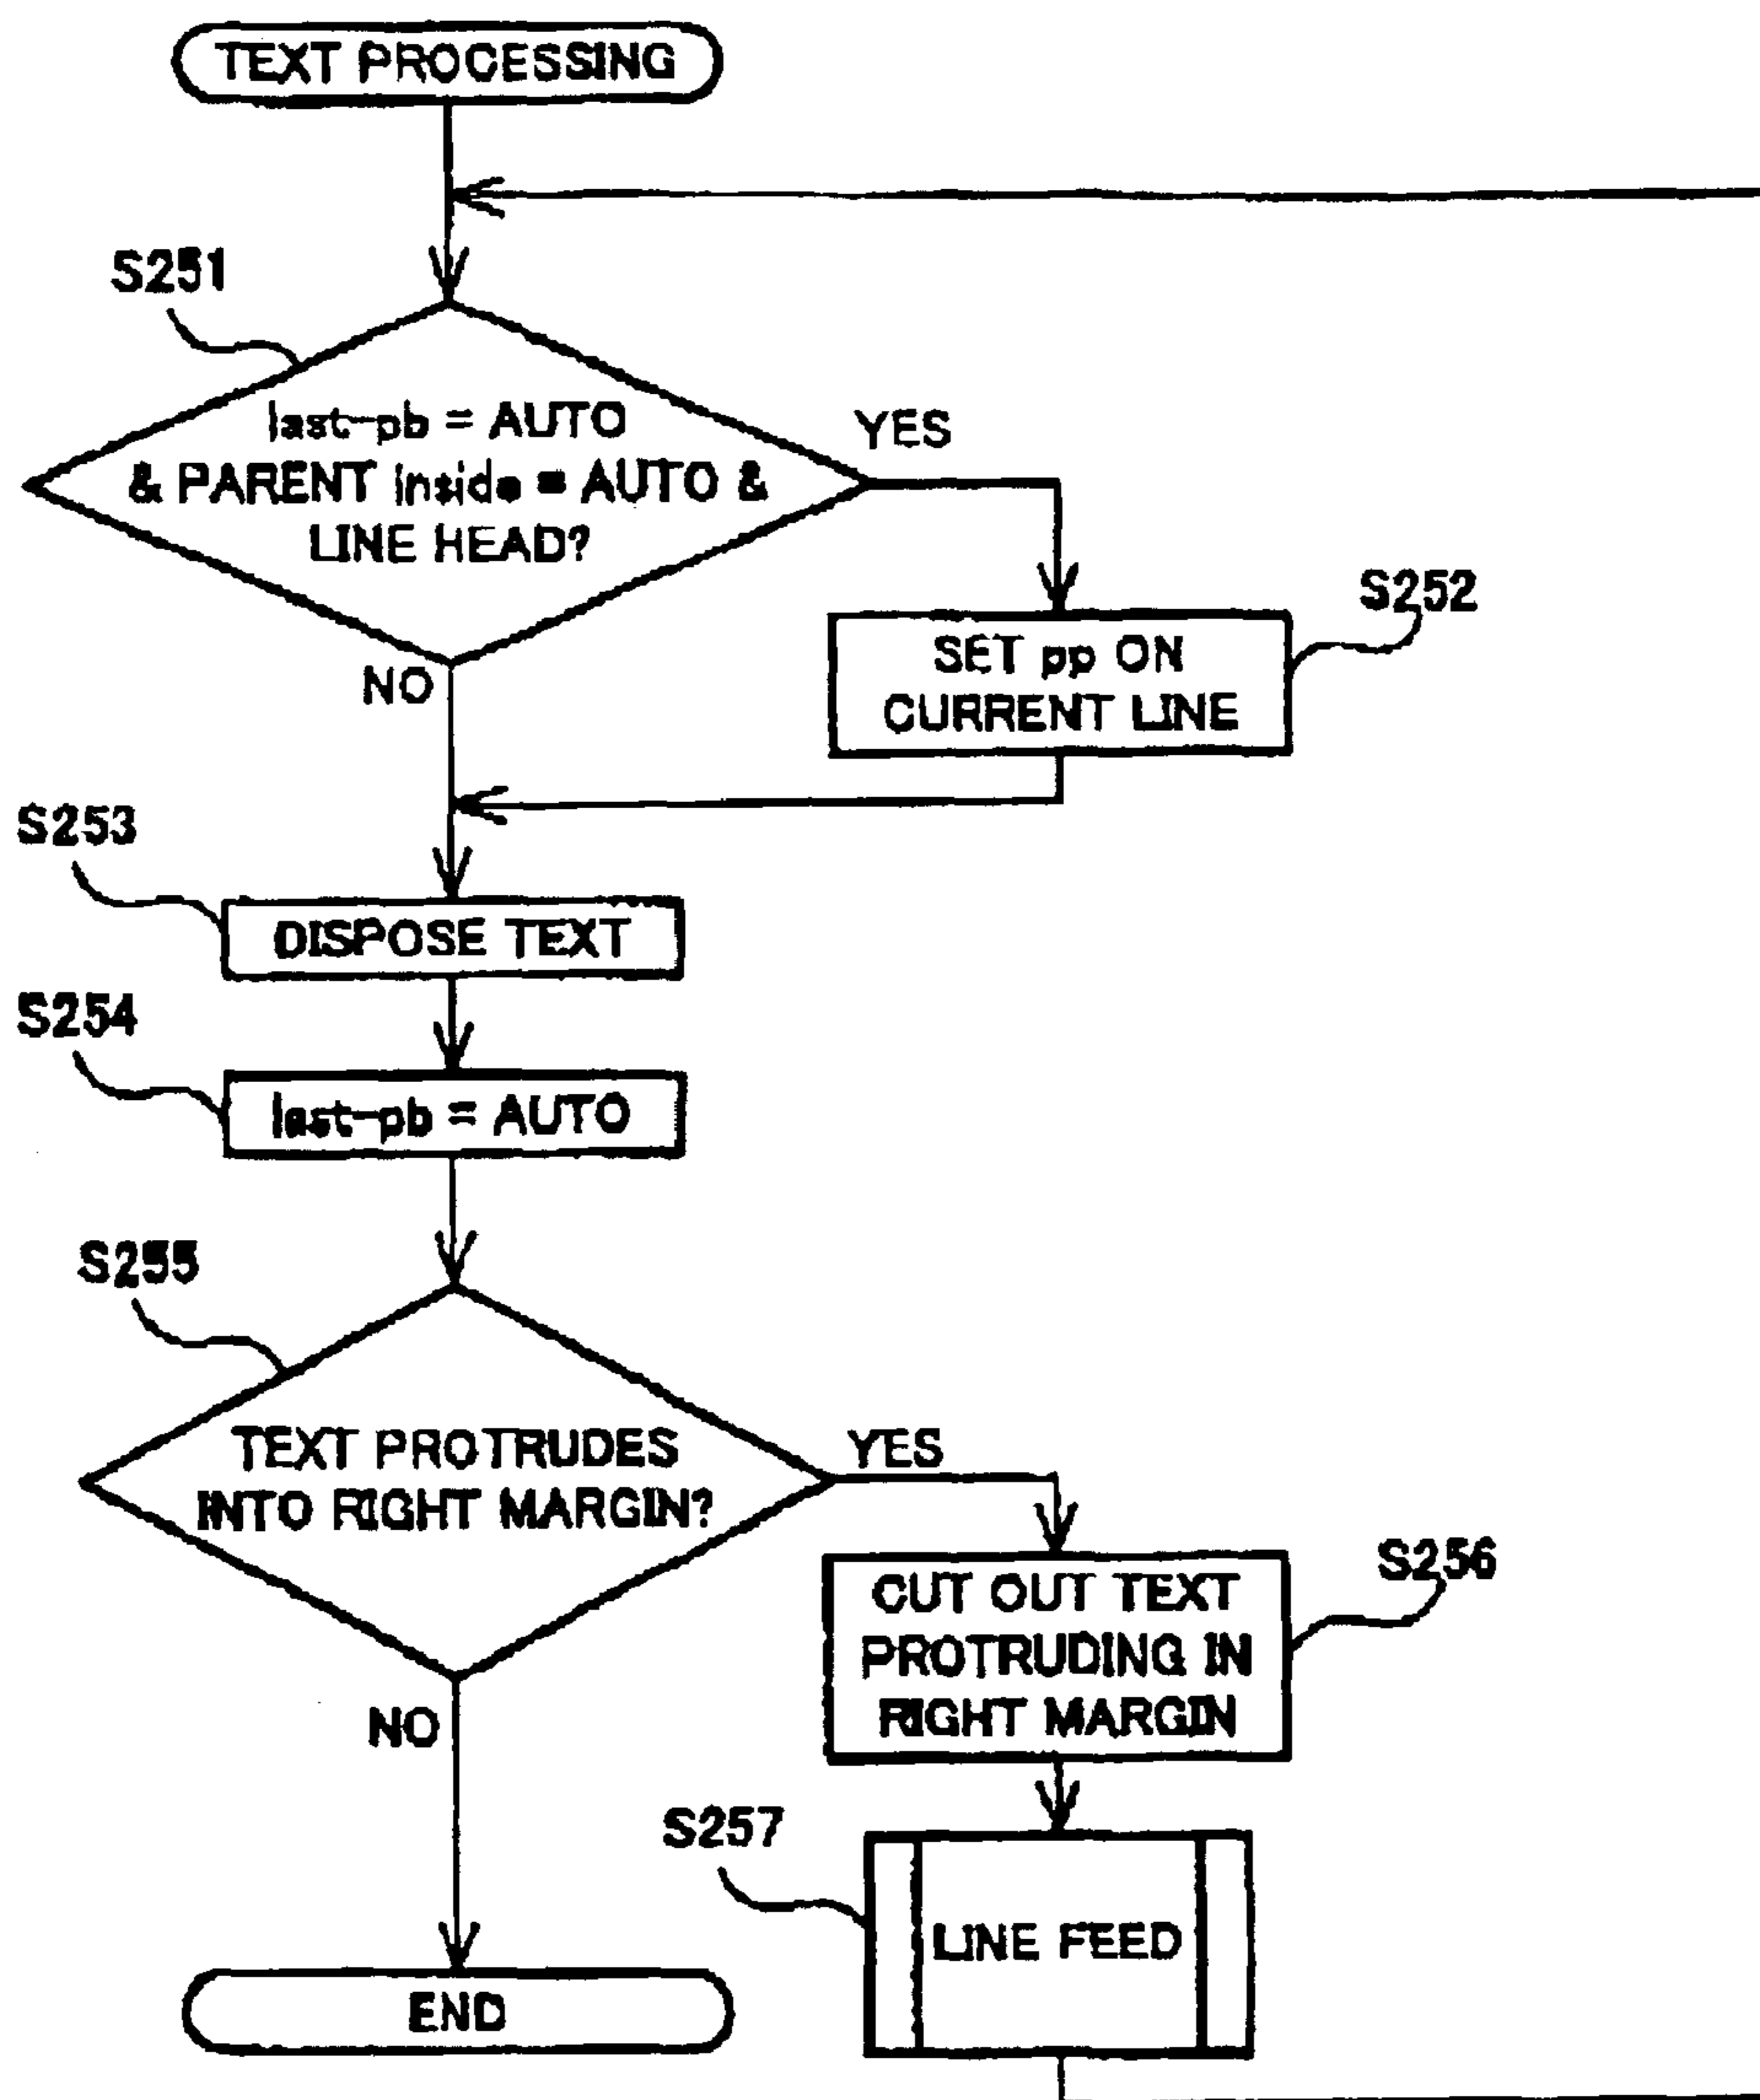 TEXT PROCESSING
S251
last-pb = AUTO
& PARENT inside = AUTO &
LINE HEAD?
YES
NO
S252
SET pp ON
CURRENT LINE
S253
DISPOSE TEXT
S254
last-pb = AUTO
S255
TEXT PROTRUDES
INTO RIGHT MARGIN?
YES
NO
S256
CUT OUT TEXT
PROTRUDING IN
RIGHT MARGIN
S257
LINE FEED
END